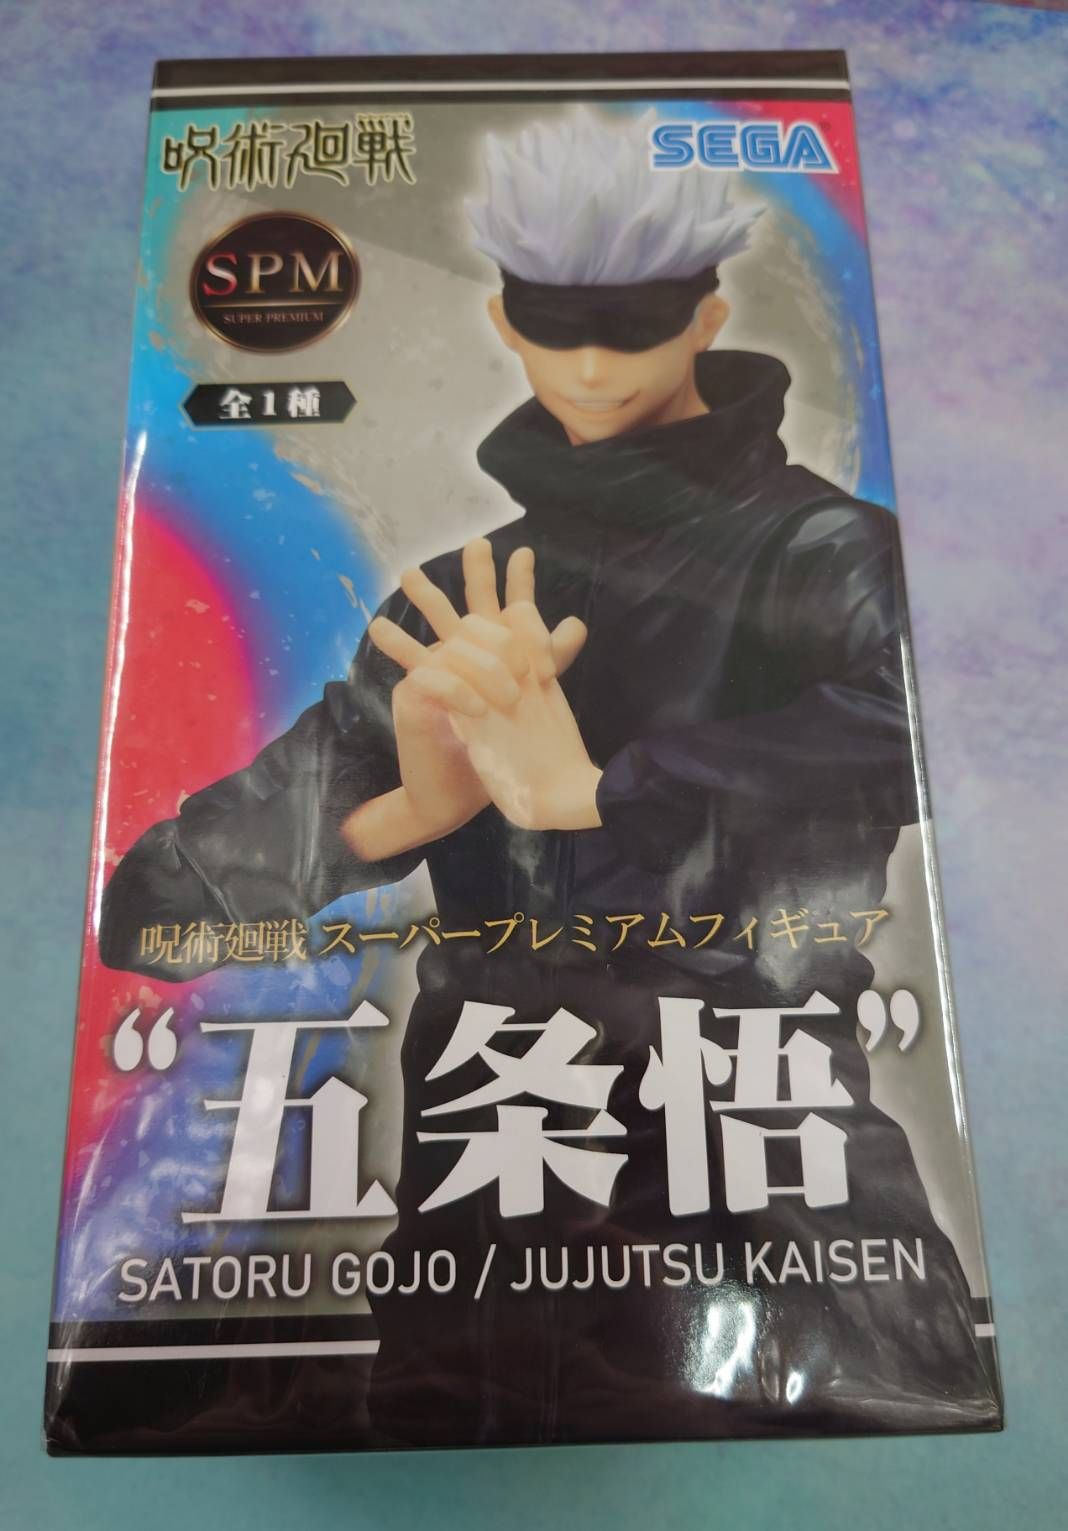 呪術廻戦
SEGA
SPM
SUPER PREMIUM
全1種
呪術廻戦 スーパープレミアムフィギュア
“五条悟”
SATORU GOJO / JUJUTSU KAISEN